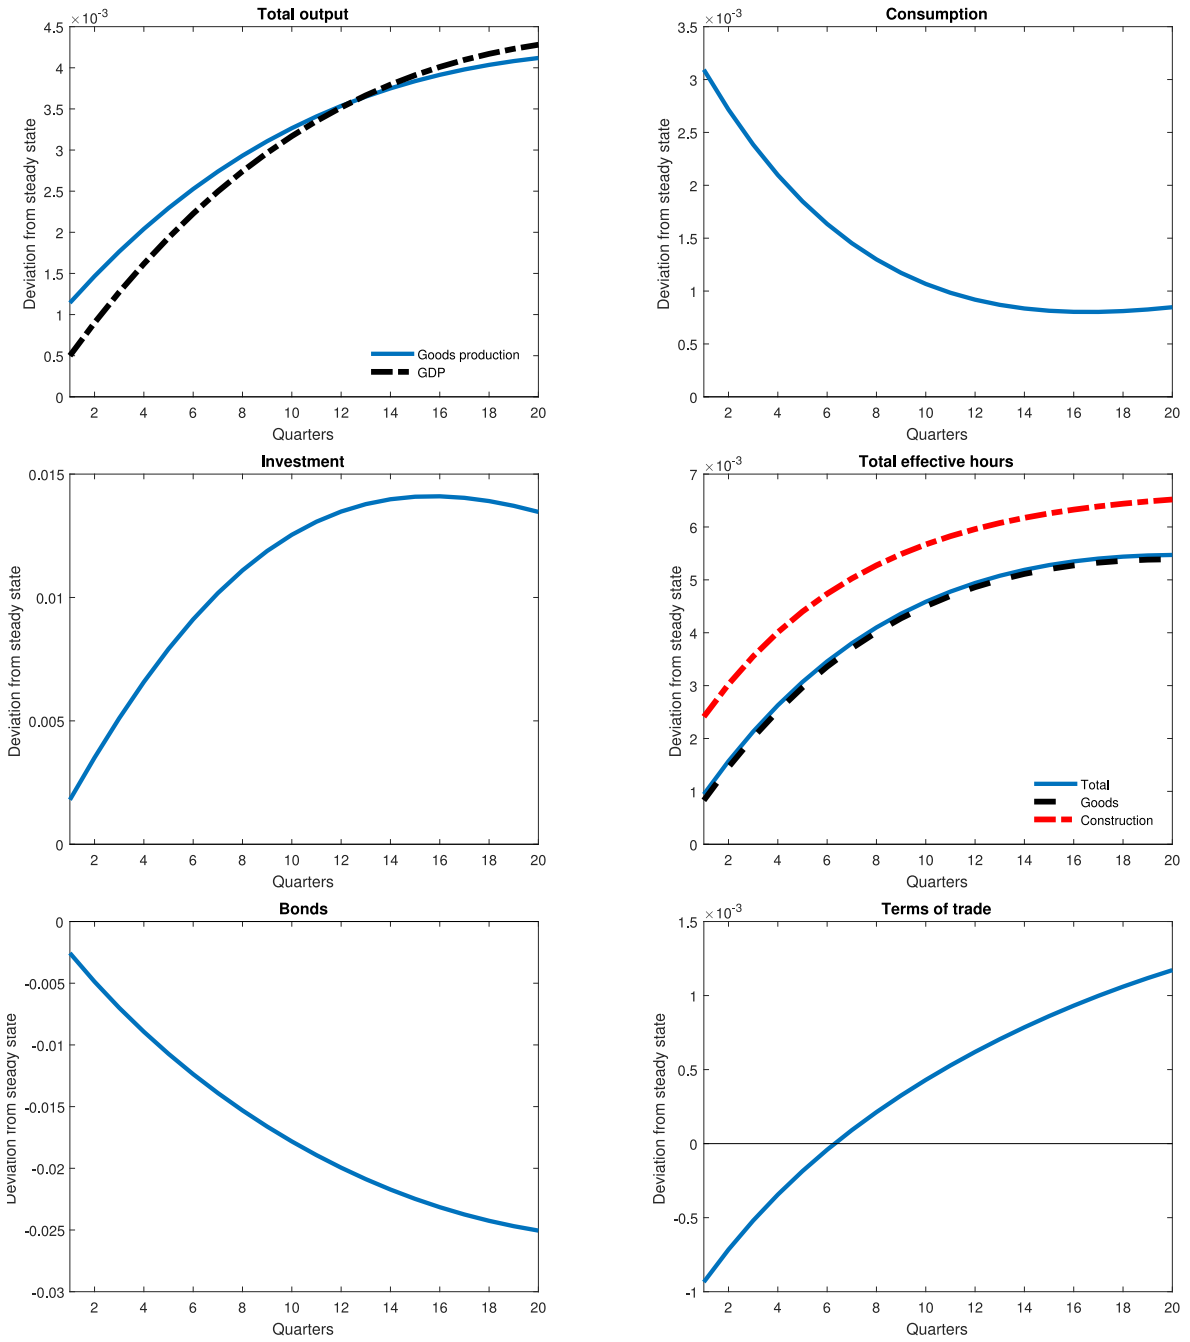 Total output
×10-3
Deviation from steady state
4.5
4
3.5
3
2.5
2
1.5
1
0.5
0
Goods production
GDP
2 4 6 8 10 12 14 16 18 20
Quarters
Consumption
×10-3
Deviation from steady state
3.5
3
2.5
2
1.5
1
0.5
0
2 4 6 8 10 12 14 16 18 20
Quarters
Investment
Deviation from steady state
0.015
0.01
0.005
0
2 4 6 8 10 12 14 16 18 20
Quarters
Total effective hours
×10-3
Deviation from steady state
7
6
5
4
3
2
1
0
Total
Goods
Construction
2 4 6 8 10 12 14 16 18 20
Quarters
Bonds
Deviation from steady state
0
-0.005
-0.01
-0.015
-0.02
-0.025
-0.03
2 4 6 8 10 12 14 16 18 20
Quarters
Terms of trade
×10-3
Deviation from steady state
1.5
1
0.5
0
-0.5
-1
2 4 6 8 10 12 14 16 18 20
Quarters